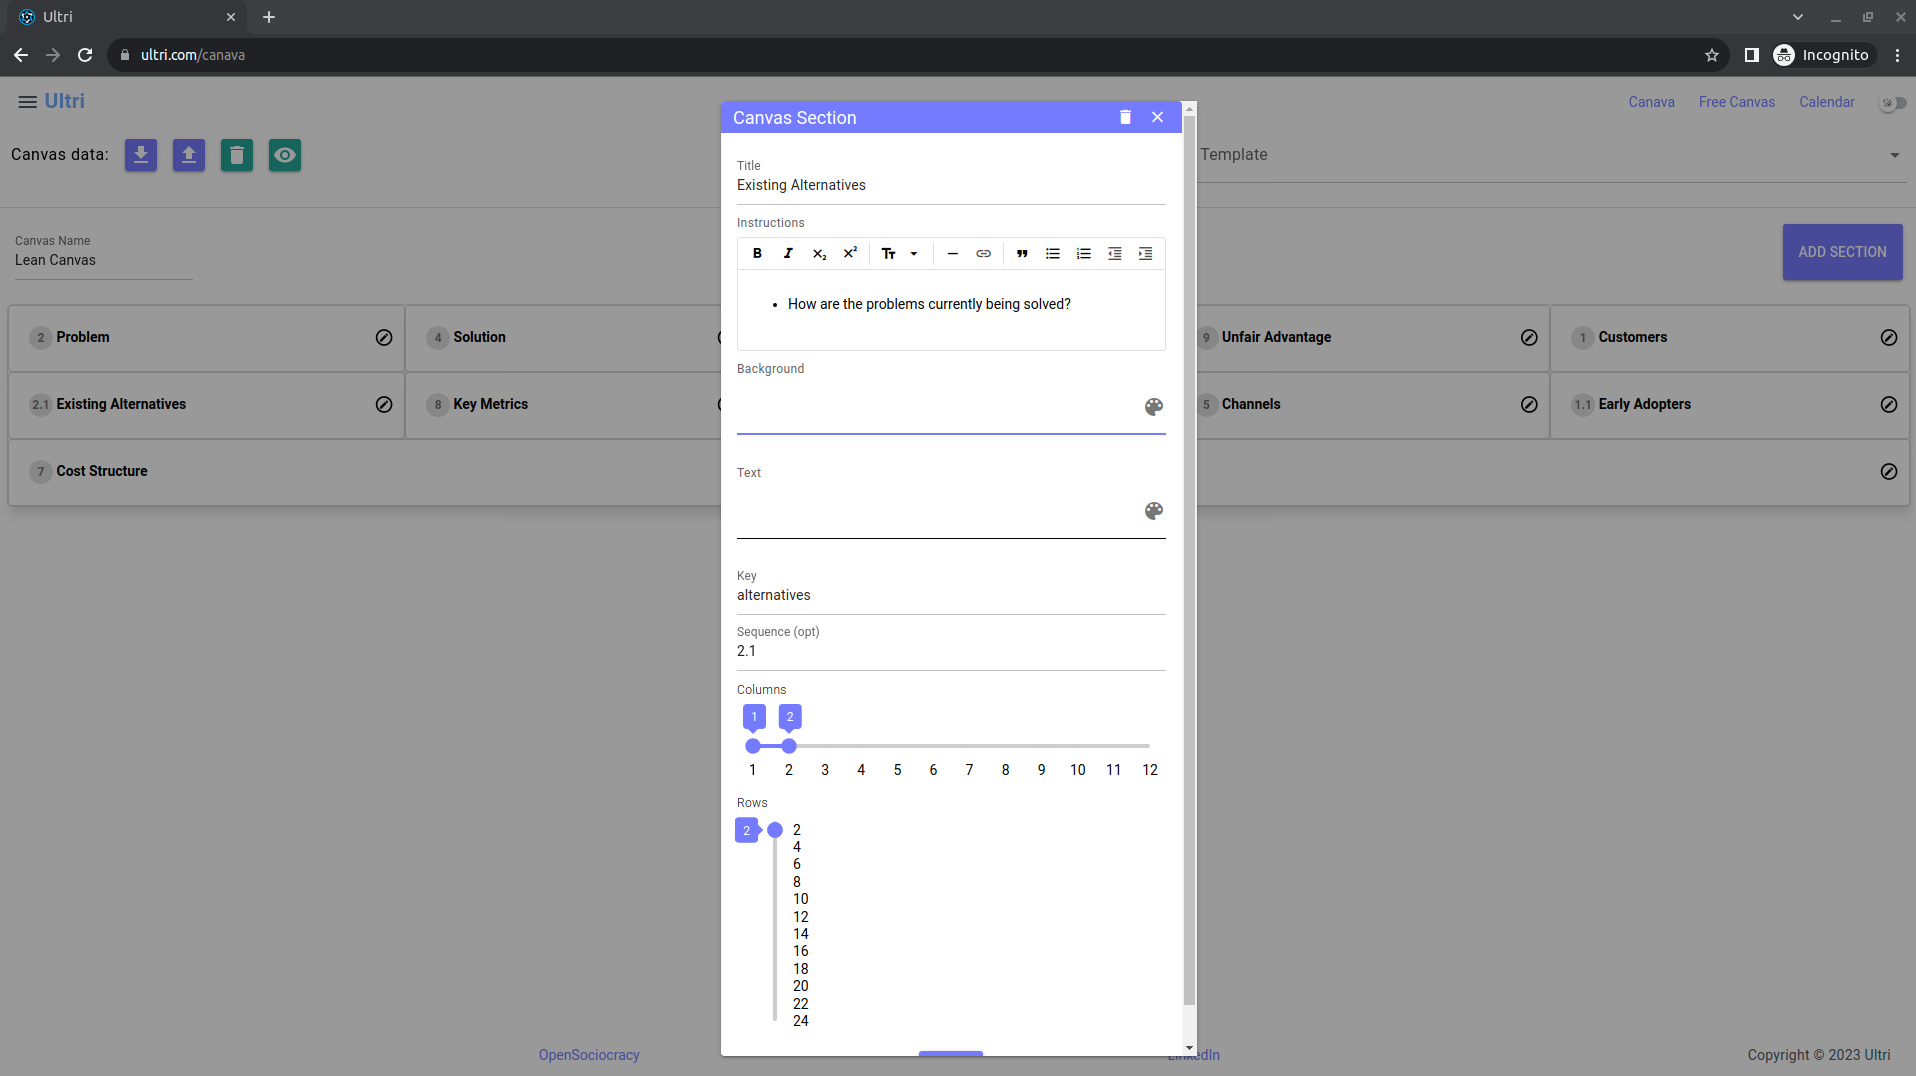 Ultri
ultri.com/canava
Incognito
Ultri
Canava
Free Canvas
Calendar
Canvas data:
Template
Canvas Name
Lean Canvas
ADD SECTION
2 Problem
4 Solution
9 Unfair Advantage
1 Customers
2.1 Existing Alternatives
8 Key Metrics
5 Channels
1.1 Early Adopters
7 Cost Structure
Canvas Section
Title
Existing Alternatives
Instructions
B I X₂ X² Tт
• How are the problems currently being solved?
Background
Text
Key
alternatives
Sequence (opt)
2.1
Columns
1 2
1 2 3 4 5 6 7 8 9 10 11 12
Rows
2 2
4
6
8
10
12
14
16
18
20
22
24
OpenSociocracy
LinkedIn
Copyright © 2023 Ultri